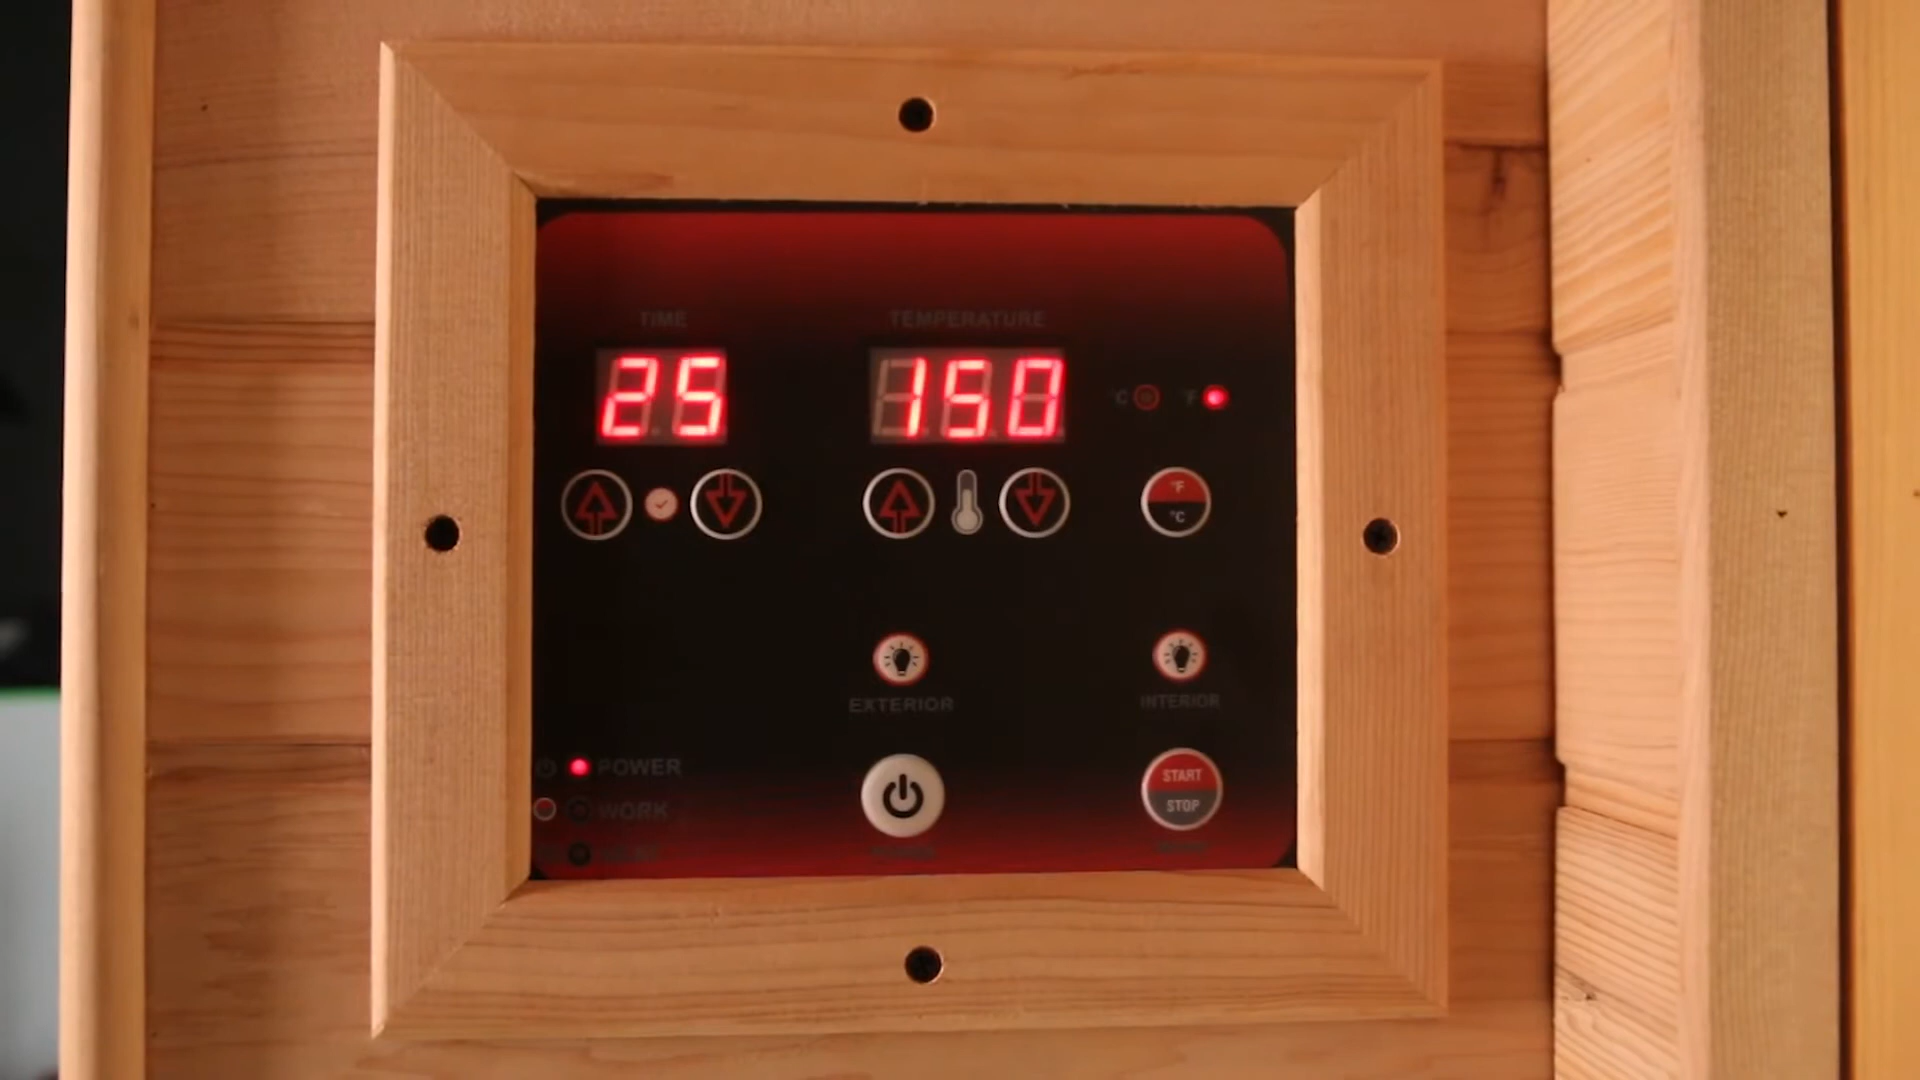 TIME TEMPERATURE
25 150 °C °F
°F
°C
EXTERIOR INTERIOR
POWER
WORK
START
STOP